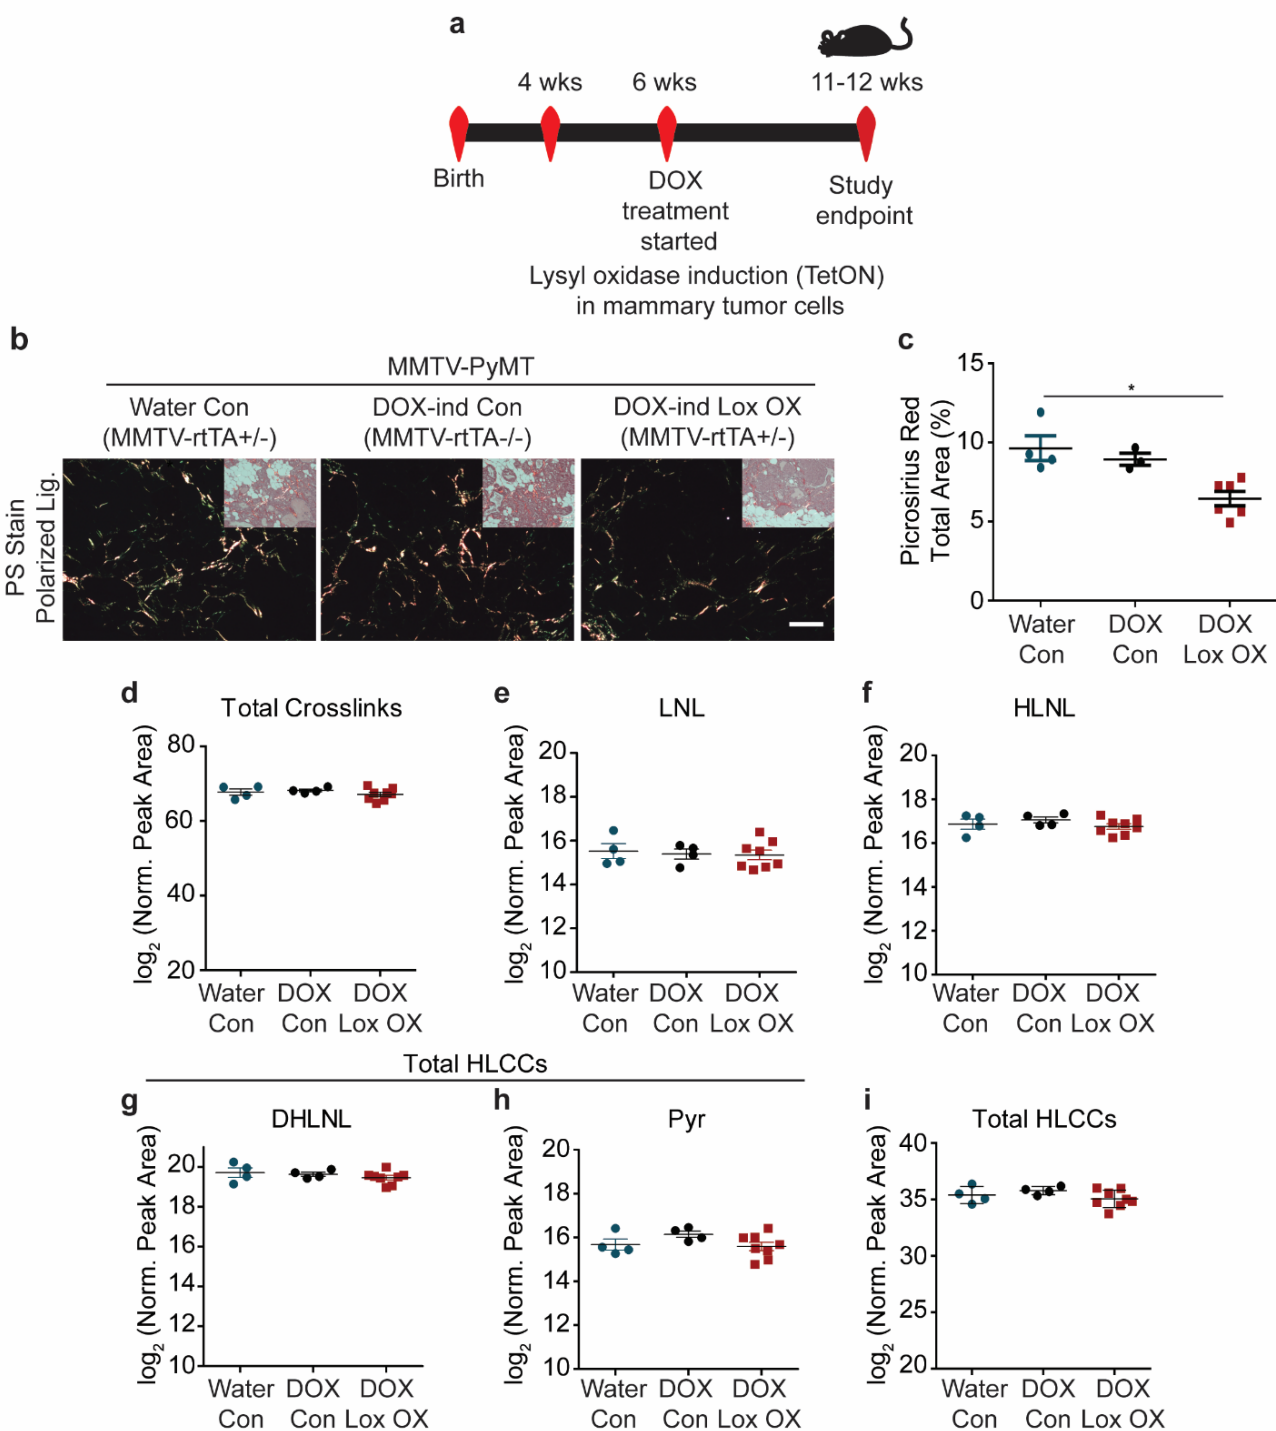 a
4 wks 6 wks 11-12 wks
Birth DOX treatment started Study endpoint
Lysyl oxidase induction (TetON)
in mammary tumor cells
b
MMTV-PyMT
Water Con DOX-ind Con DOX-ind Lox OX
(MMTV-rtTA+/-) (MMTV-rtTA-/-) (MMTV-rtTA+/-)
PS Stain
Polarized Lig.
c
Picrosirius Red
Total Area (%)
15
10
5
0
*
Water DOX DOX
Con Con Lox OX
d
Total Crosslinks
log2 (Norm. Peak Area)
80
60
40
20
Water DOX DOX
Con Con Lox OX
e
LNL
log2 (Norm. Peak Area)
20
18
16
14
12
10
Water DOX DOX
Con Con Lox OX
f
HLNL
log2 (Norm. Peak Area)
20
18
16
14
12
10
Water DOX DOX
Con Con Lox OX
Total HLCCs
g
DHLNL
log2 (Norm. Peak Area)
20
18
16
14
12
10
Water DOX DOX
Con Con Lox OX
h
Pyr
log2 (Norm. Peak Area)
20
18
16
14
12
10
Water DOX DOX
Con Con Lox OX
i
Total HLCCs
log2 (Norm. Peak Area)
40
35
30
25
20
Water DOX DOX
Con Con Lox OX